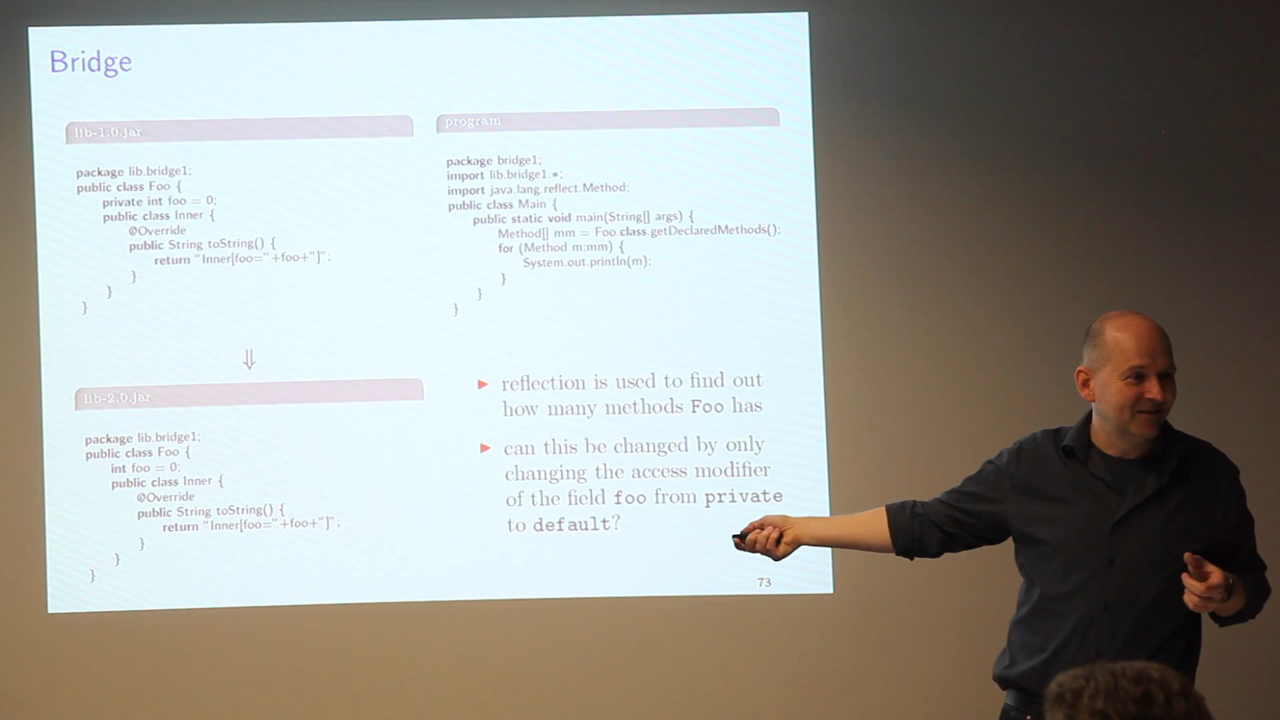 Bridge
lib-1.0.jar
package lib.bridge1;
public class Foo {
private int foo = 0;
public class Inner {
@Override
public String toString() {
return "Inner[foo="+foo+"]";
}
}
}
⇓
lib-2.0.jar
package lib.bridge1;
public class Foo {
int foo = 0;
public class Inner {
@Override
public String toString() {
return "Inner[foo="+foo+"]";
}
}
}
program
package bridge1;
import lib.bridge1.*;
import java.lang.reflect.Method;
public class Main {
public static void main(String[] args) {
Method[] mm = Foo.class.getDeclaredMethods();
for (Method m:mm) {
System.out.println(m);
}
}
}
reflection is used to find out
how many methods Foo has
can this be changed by only
changing the access modifier
of the field foo from private
to default?
73